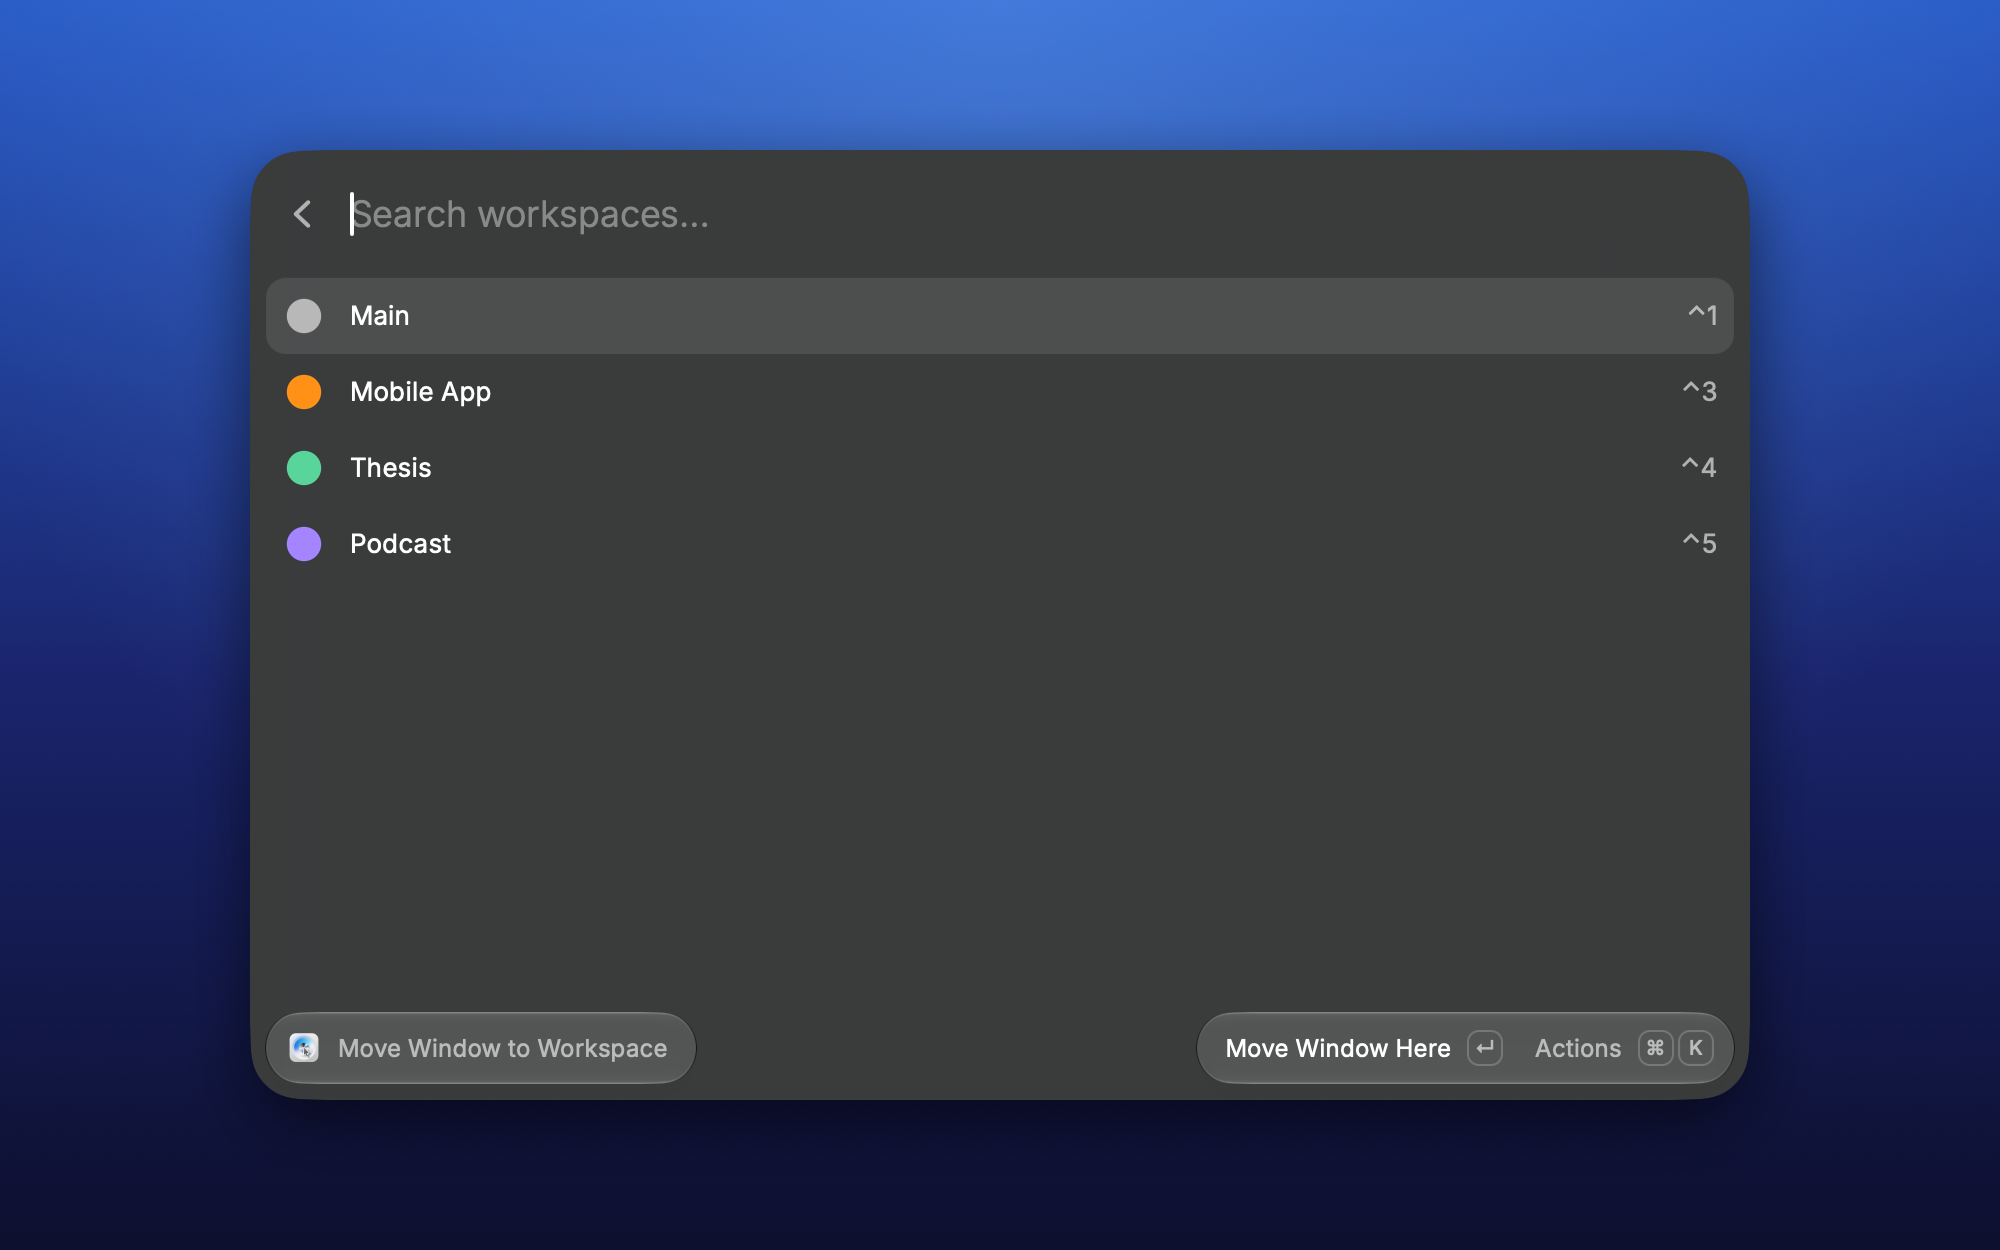 Search workspaces...
Main ^1
Mobile App ^3
Thesis ^4
Podcast ^5
Move Window to Workspace Move Window Here ↵ Actions ⌘ K